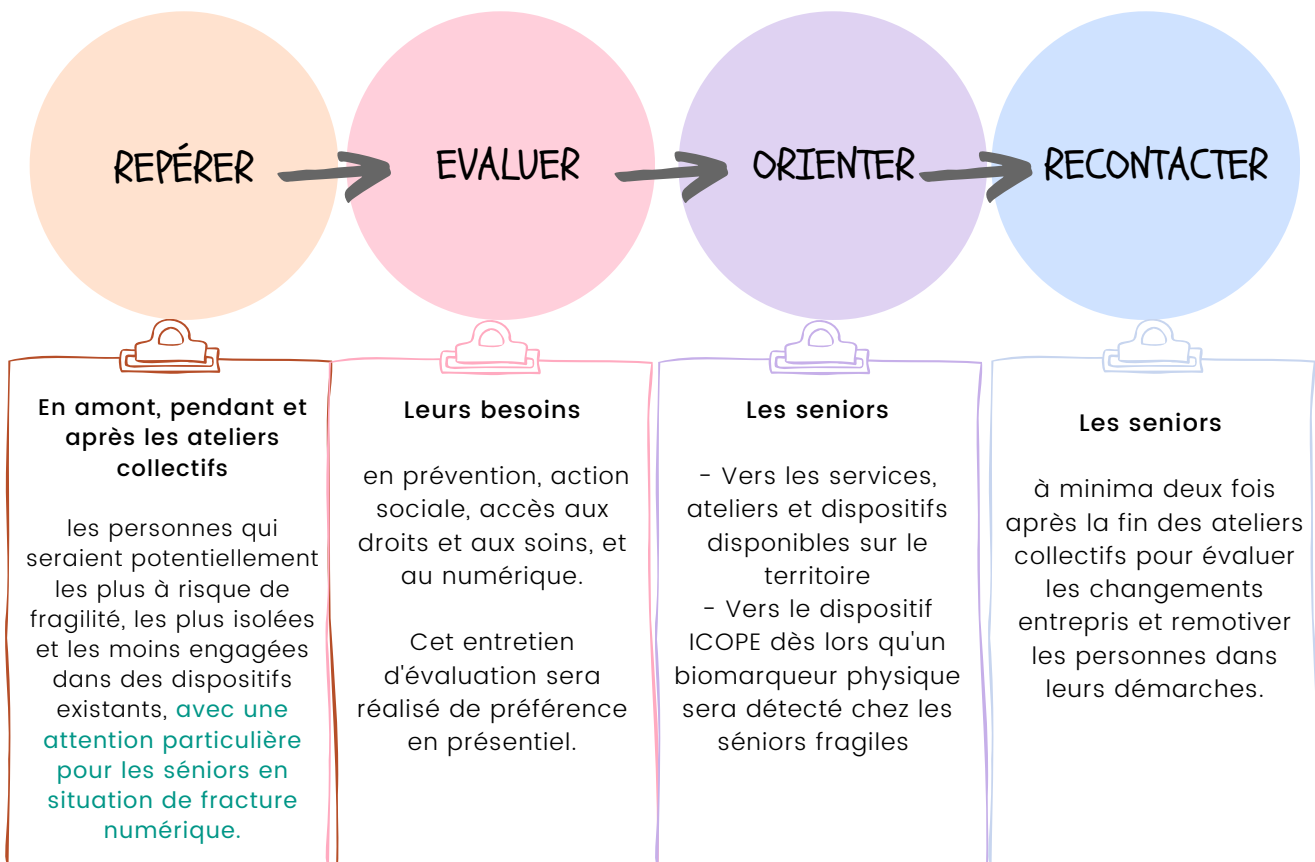 REPÉRER
EVALUER
ORIENTER
RECONTACTER
En amont, pendant et
après les ateliers
collectifs
les personnes qui
seraient potentiellement
les plus à risque de
fragilité, les plus isolées
et les moins engagées
dans des dispositifs
existants, avec une
attention particulière
pour les séniors en
situation de fracture
numérique.
Leurs besoins
en prévention, action
sociale, accès aux
droits et aux soins, et
au numérique.
Cet entretien
d'évaluation sera
réalisé de préférence
en présentiel.
Les seniors
- Vers les services,
ateliers et dispositifs
disponibles sur le
territoire
- Vers le dispositif
ICOPE dès lors qu'un
biomarqueur physique
sera détecté chez les
séniors fragiles
Les seniors
à minima deux fois
après la fin des ateliers
collectifs pour évaluer
les changements
entrepris et remotiver
les personnes dans
leurs démarches.